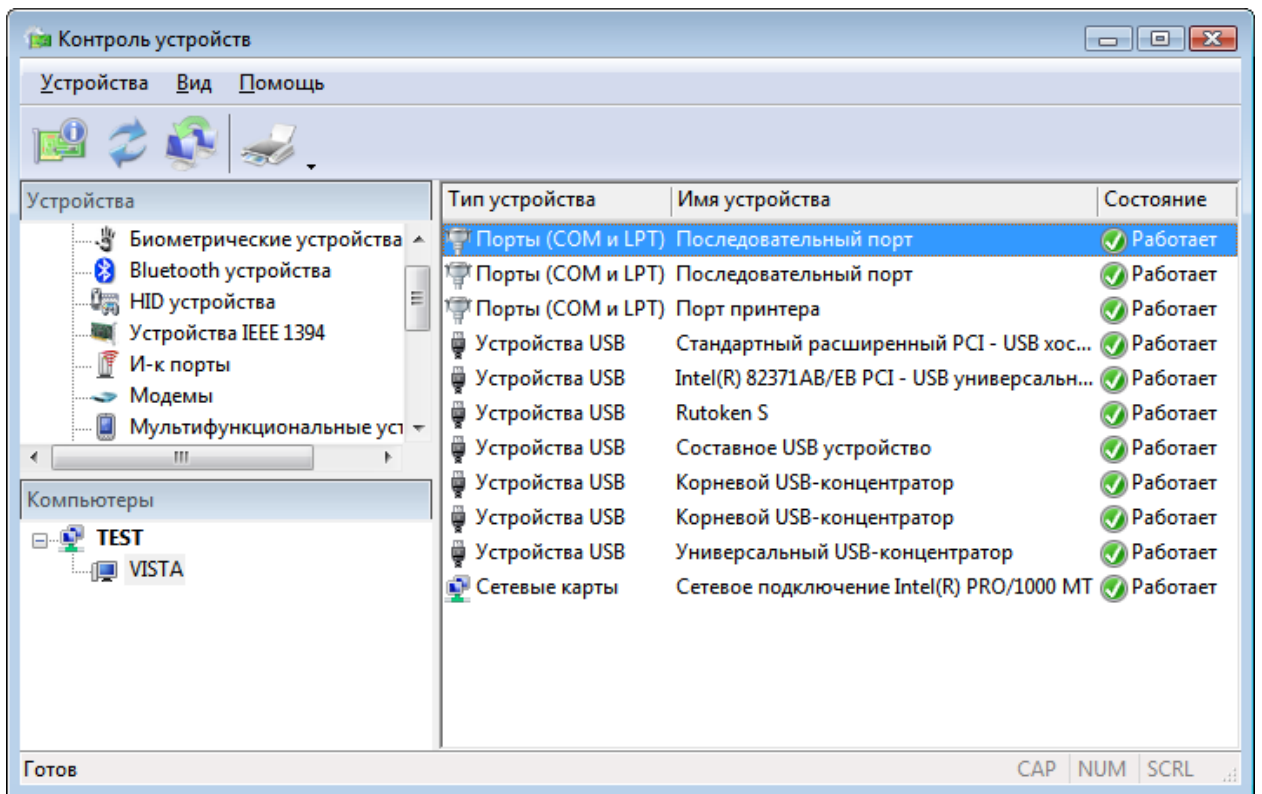 Контроль устройств
Устройства Вид Помощь
Устройства
Биометрические устройства
Bluetooth устройства
HID устройства
Устройства IEEE 1394
И-к порты
Модемы
Мультифункциональные уст
Компьютеры
TEST
VISTA
Тип устройства Имя устройства Состояние
Порты (COM и LPT) Последовательный порт Работает
Порты (COM и LPT) Последовательный порт Работает
Порты (COM и LPT) Порт принтера Работает
Устройства USB Стандартный расширенный PCI - USB хос... Работает
Устройства USB Intel(R) 82371AB/EB PCI - USB универсальн... Работает
Устройства USB Rutoken S Работает
Устройства USB Составное USB устройство Работает
Устройства USB Корневой USB-концентратор Работает
Устройства USB Корневой USB-концентратор Работает
Устройства USB Универсальный USB-концентратор Работает
Сетевые карты Сетевое подключение Intel(R) PRO/1000 MT Работает
Готов CAP NUM SCRL